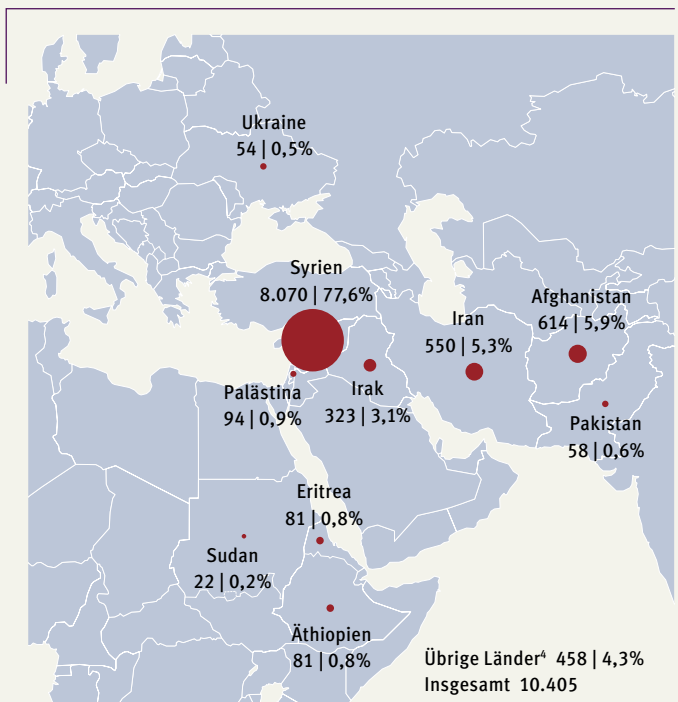 Ukraine
54 | 0,5%
Syrien
8.070 | 77,6%
Afghanistan
614 | 5,9%
Iran
550 | 5,3%
Palästina
94 | 0,9%
Irak
323 | 3,1%
Pakistan
58 | 0,6%
Eritrea
81 | 0,8%
Sudan
22 | 0,2%
Äthiopien
81 | 0,8%
Übrige Länder⁴ 458 | 4,3%
Insgesamt 10.405